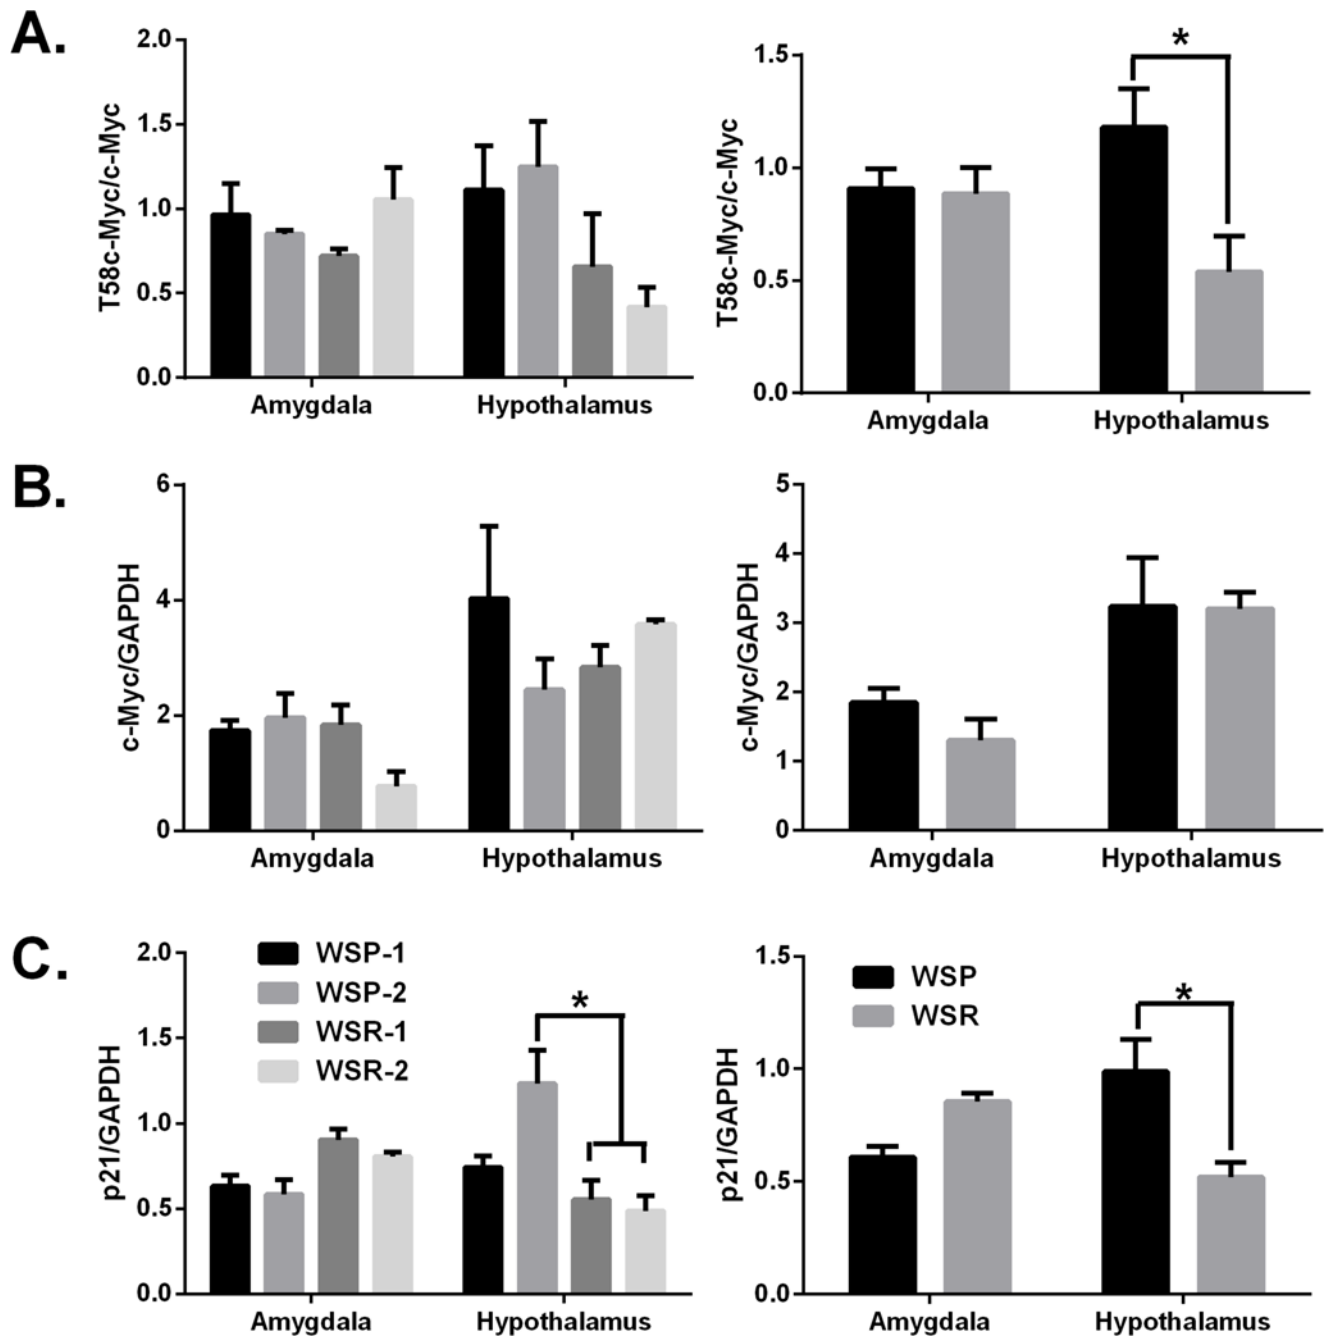 A.
T58c-Myc/c-Myc
2.0
1.5
1.0
0.5
0.0
Amygdala
Hypothalamus
T58c-Myc/c-Myc
1.5
1.0
0.5
0.0
*
Amygdala
Hypothalamus
B.
c-Myc/GAPDH
6
4
2
0
Amygdala
Hypothalamus
c-Myc/GAPDH
5
4
3
2
1
0
Amygdala
Hypothalamus
C.
p21/GAPDH
2.0
1.5
1.0
0.5
0.0
WSP-1
WSP-2
WSR-1
WSR-2
*
Amygdala
Hypothalamus
p21/GAPDH
1.5
1.0
0.5
0.0
WSP
WSR
*
Amygdala
Hypothalamus